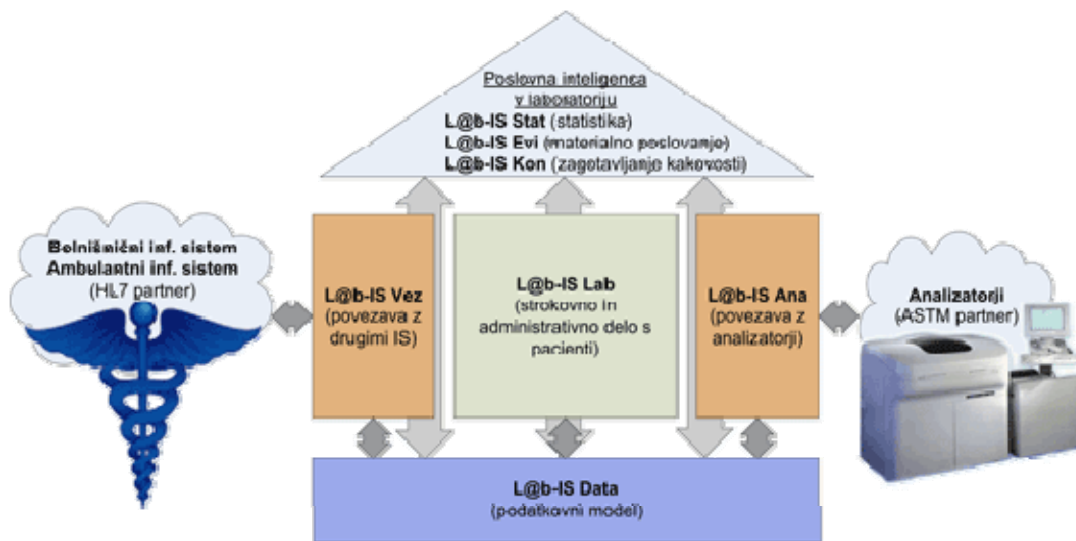 Poslovna inteligenca
v laboratoriju
L@b-IS Stat (statistika)
L@b-IS Evi (materialno poslovanje)
L@b-IS Kon (zagotavljanje kakovosti)
Bolnišnični inf. sistem
Ambulantni inf. sistem
(HL7 partner)
L@b-IS Vez
(povezava z
drugimi IS)
L@b-IS Lab
(strokovno in
administrativno delo s
pacienti)
L@b-IS Ana
(povezava z
analizatorji)
Analizatorji
(ASTM partner)
L@b-IS Data
(podatkovni model)